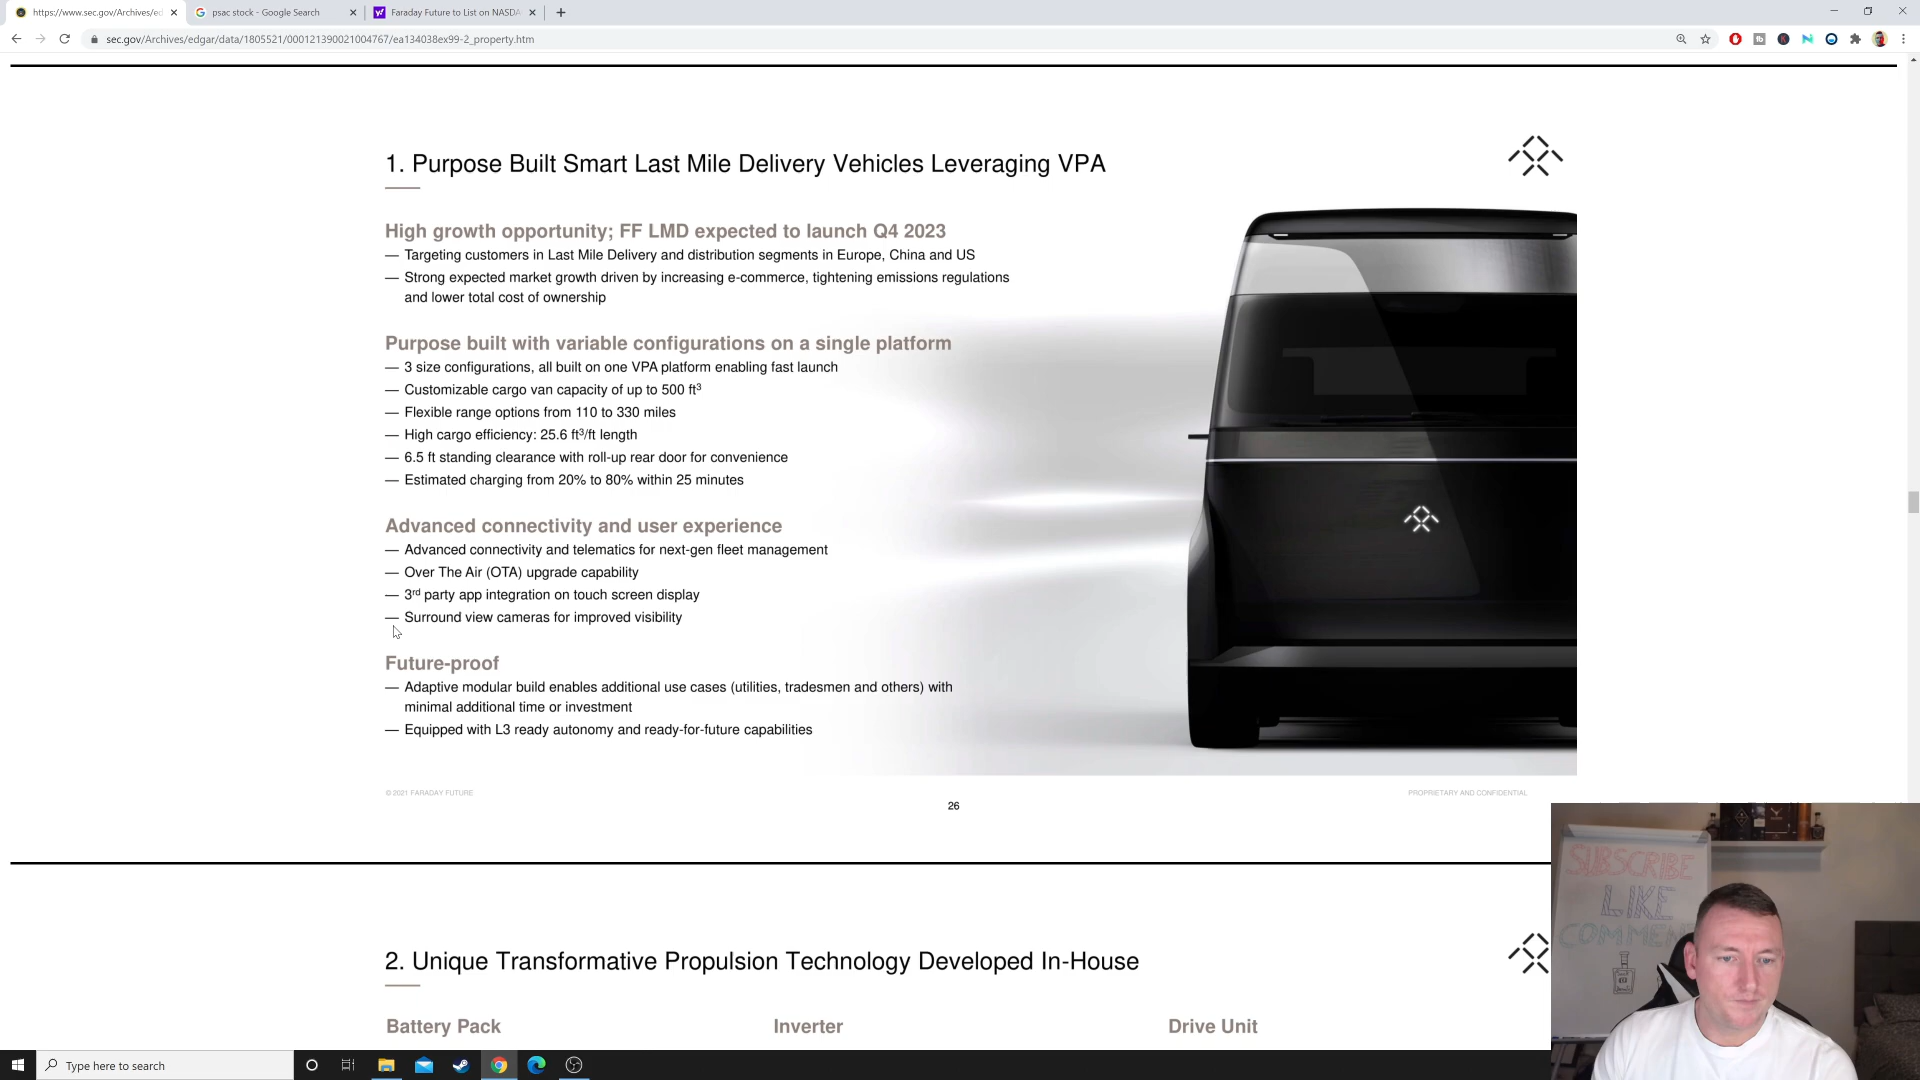 https://www.sec.gov/Archives/ed
psac stock - Google Search
Faraday Future to List on NASDA
sec.gov/Archives/edgar/data/1805521/000121390021004767/ea134038ex99-2_property.htm
1. Purpose Built Smart Last Mile Delivery Vehicles Leveraging VPA
High growth opportunity; FF LMD expected to launch Q4 2023
— Targeting customers in Last Mile Delivery and distribution segments in Europe, China and US
— Strong expected market growth driven by increasing e-commerce, tightening emissions regulations
and lower total cost of ownership
Purpose built with variable configurations on a single platform
— 3 size configurations, all built on one VPA platform enabling fast launch
— Customizable cargo van capacity of up to 500 ft³
— Flexible range options from 110 to 330 miles
— High cargo efficiency: 25.6 ft³/ft length
— 6.5 ft standing clearance with roll-up rear door for convenience
— Estimated charging from 20% to 80% within 25 minutes
Advanced connectivity and user experience
— Advanced connectivity and telematics for next-gen fleet management
— Over The Air (OTA) upgrade capability
— 3rd party app integration on touch screen display
— Surround view cameras for improved visibility
Future-proof
— Adaptive modular build enables additional use cases (utilities, tradesmen and others) with
minimal additional time or investment
— Equipped with L3 ready autonomy and ready-for-future capabilities
© 2021 FARADAY FUTURE
PROPRIETARY AND CONFIDENTIAL
26
SUBSCRIBE
LIKE
COMMEN
2. Unique Transformative Propulsion Technology Developed In-House
Battery Pack
Inverter
Drive Unit
Type here to search